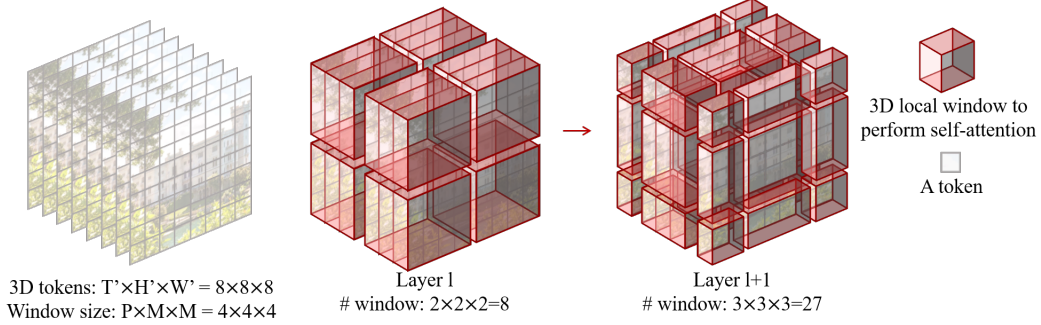 3D tokens: T’×H’×W’ = 8×8×8
Window size: P×M×M = 4×4×4
Layer l
# window: 2×2×2=8
Layer l+1
# window: 3×3×3=27
3D local window to
perform self-attention
A token